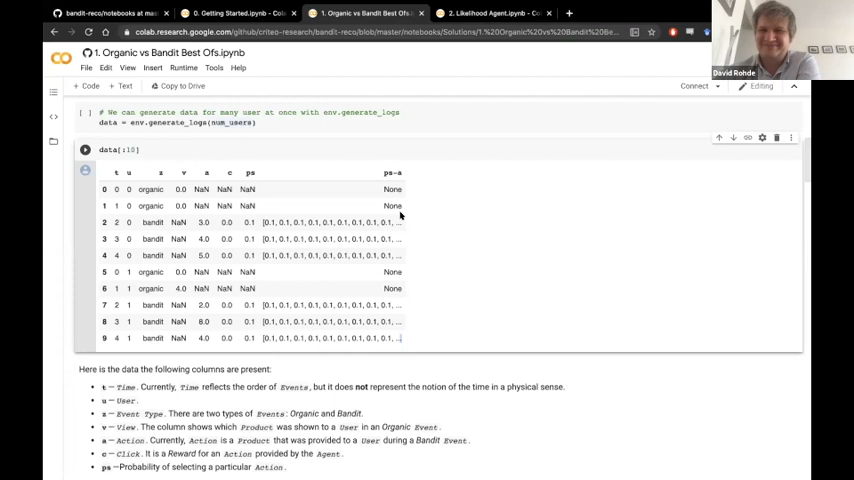 bandit-reco/notebooks at mas
0. Getting Started.ipynb - Colab
1. Organic vs Bandit Best Ofs.i
2. Likelihood Agent.ipynb - Cola
colab.research.google.com/github/criteo-research/bandit-reco/blob/master/notebooks/Solutions/1.%20Organic%20vs%20Bandit%20Be...
1. Organic vs Bandit Best Ofs.ipynb
File Edit View Insert Runtime Tools Help
+ Code + Text Copy to Drive
Connect Editing
David Rohde
[ ] # We can generate data for many user at once with env.generate_logs
data = env.generate_logs(num_users)
data[:10]
t u z v a c ps ps-a
0 0 0 organic 0.0 NaN NaN NaN None
1 1 0 organic 0.0 NaN NaN NaN None
2 2 0 bandit NaN 3.0 0.0 0.1 [0.1, 0.1, 0.1, 0.1, 0.1, 0.1, 0.1, 0.1, ...
3 3 0 bandit NaN 4.0 0.0 0.1 [0.1, 0.1, 0.1, 0.1, 0.1, 0.1, 0.1, 0.1, ...
4 4 0 bandit NaN 5.0 0.0 0.1 [0.1, 0.1, 0.1, 0.1, 0.1, 0.1, 0.1, 0.1, ...
5 0 1 organic 0.0 NaN NaN NaN None
6 1 1 organic 4.0 NaN NaN NaN None
7 2 1 bandit NaN 2.0 0.0 0.1 [0.1, 0.1, 0.1, 0.1, 0.1, 0.1, 0.1, 0.1, ...
8 3 1 bandit NaN 8.0 0.0 0.1 [0.1, 0.1, 0.1, 0.1, 0.1, 0.1, 0.1, 0.1, ...
9 4 1 bandit NaN 4.0 0.0 0.1 [0.1, 0.1, 0.1, 0.1, 0.1, 0.1, 0.1, 0.1, ...
Here is the data the following columns are present:
• t — Time. Currently, Time reflects the order of Events, but it does not represent the notion of the time in a physical sense.
• u — User.
• z — Event Type. There are two types of Events: Organic and Bandit.
• v — View. The column shows which Product was shown to a User in an Organic Event.
• a — Action. Currently, Action is a Product that was provided to a User during a Bandit Event.
• c — Click. It is a Reward for an Action provided by the Agent.
• ps —Probability of selecting a particular Action.